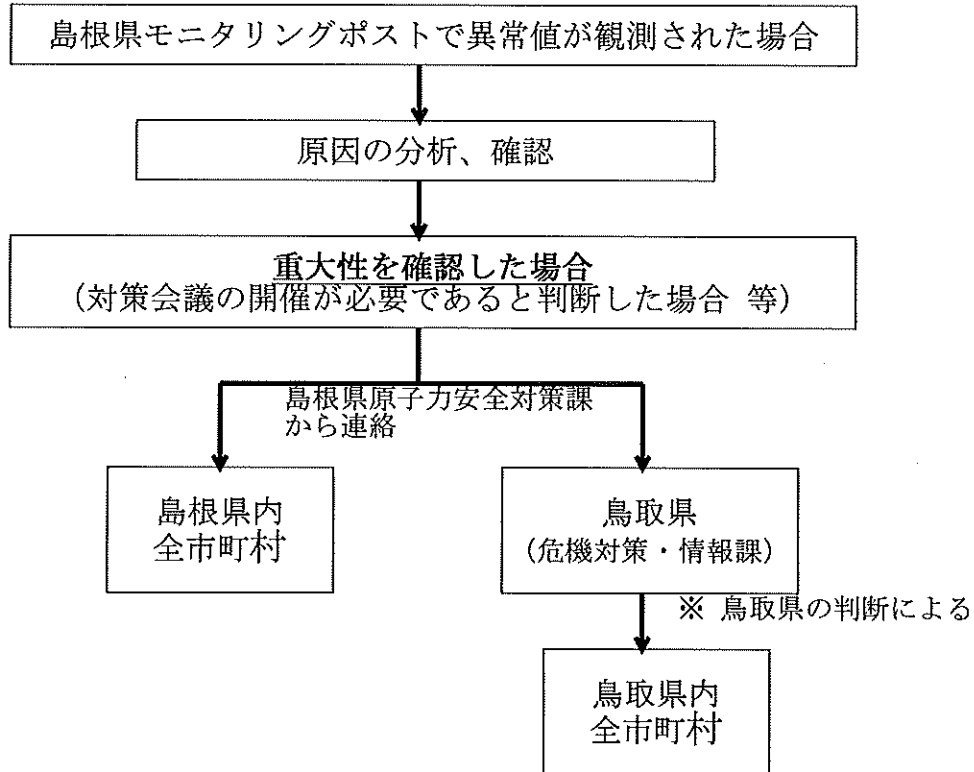 島根県モニタリングポストで異常値が観測された場合
原因の分析、確認
重大性を確認した場合
（対策会議の開催が必要であると判断した場合 等）
島根県原子力安全対策課
から連絡
島根県内
全市町村
鳥取県
（危機対策・情報課）
※ 鳥取県の判断による
鳥取県内
全市町村